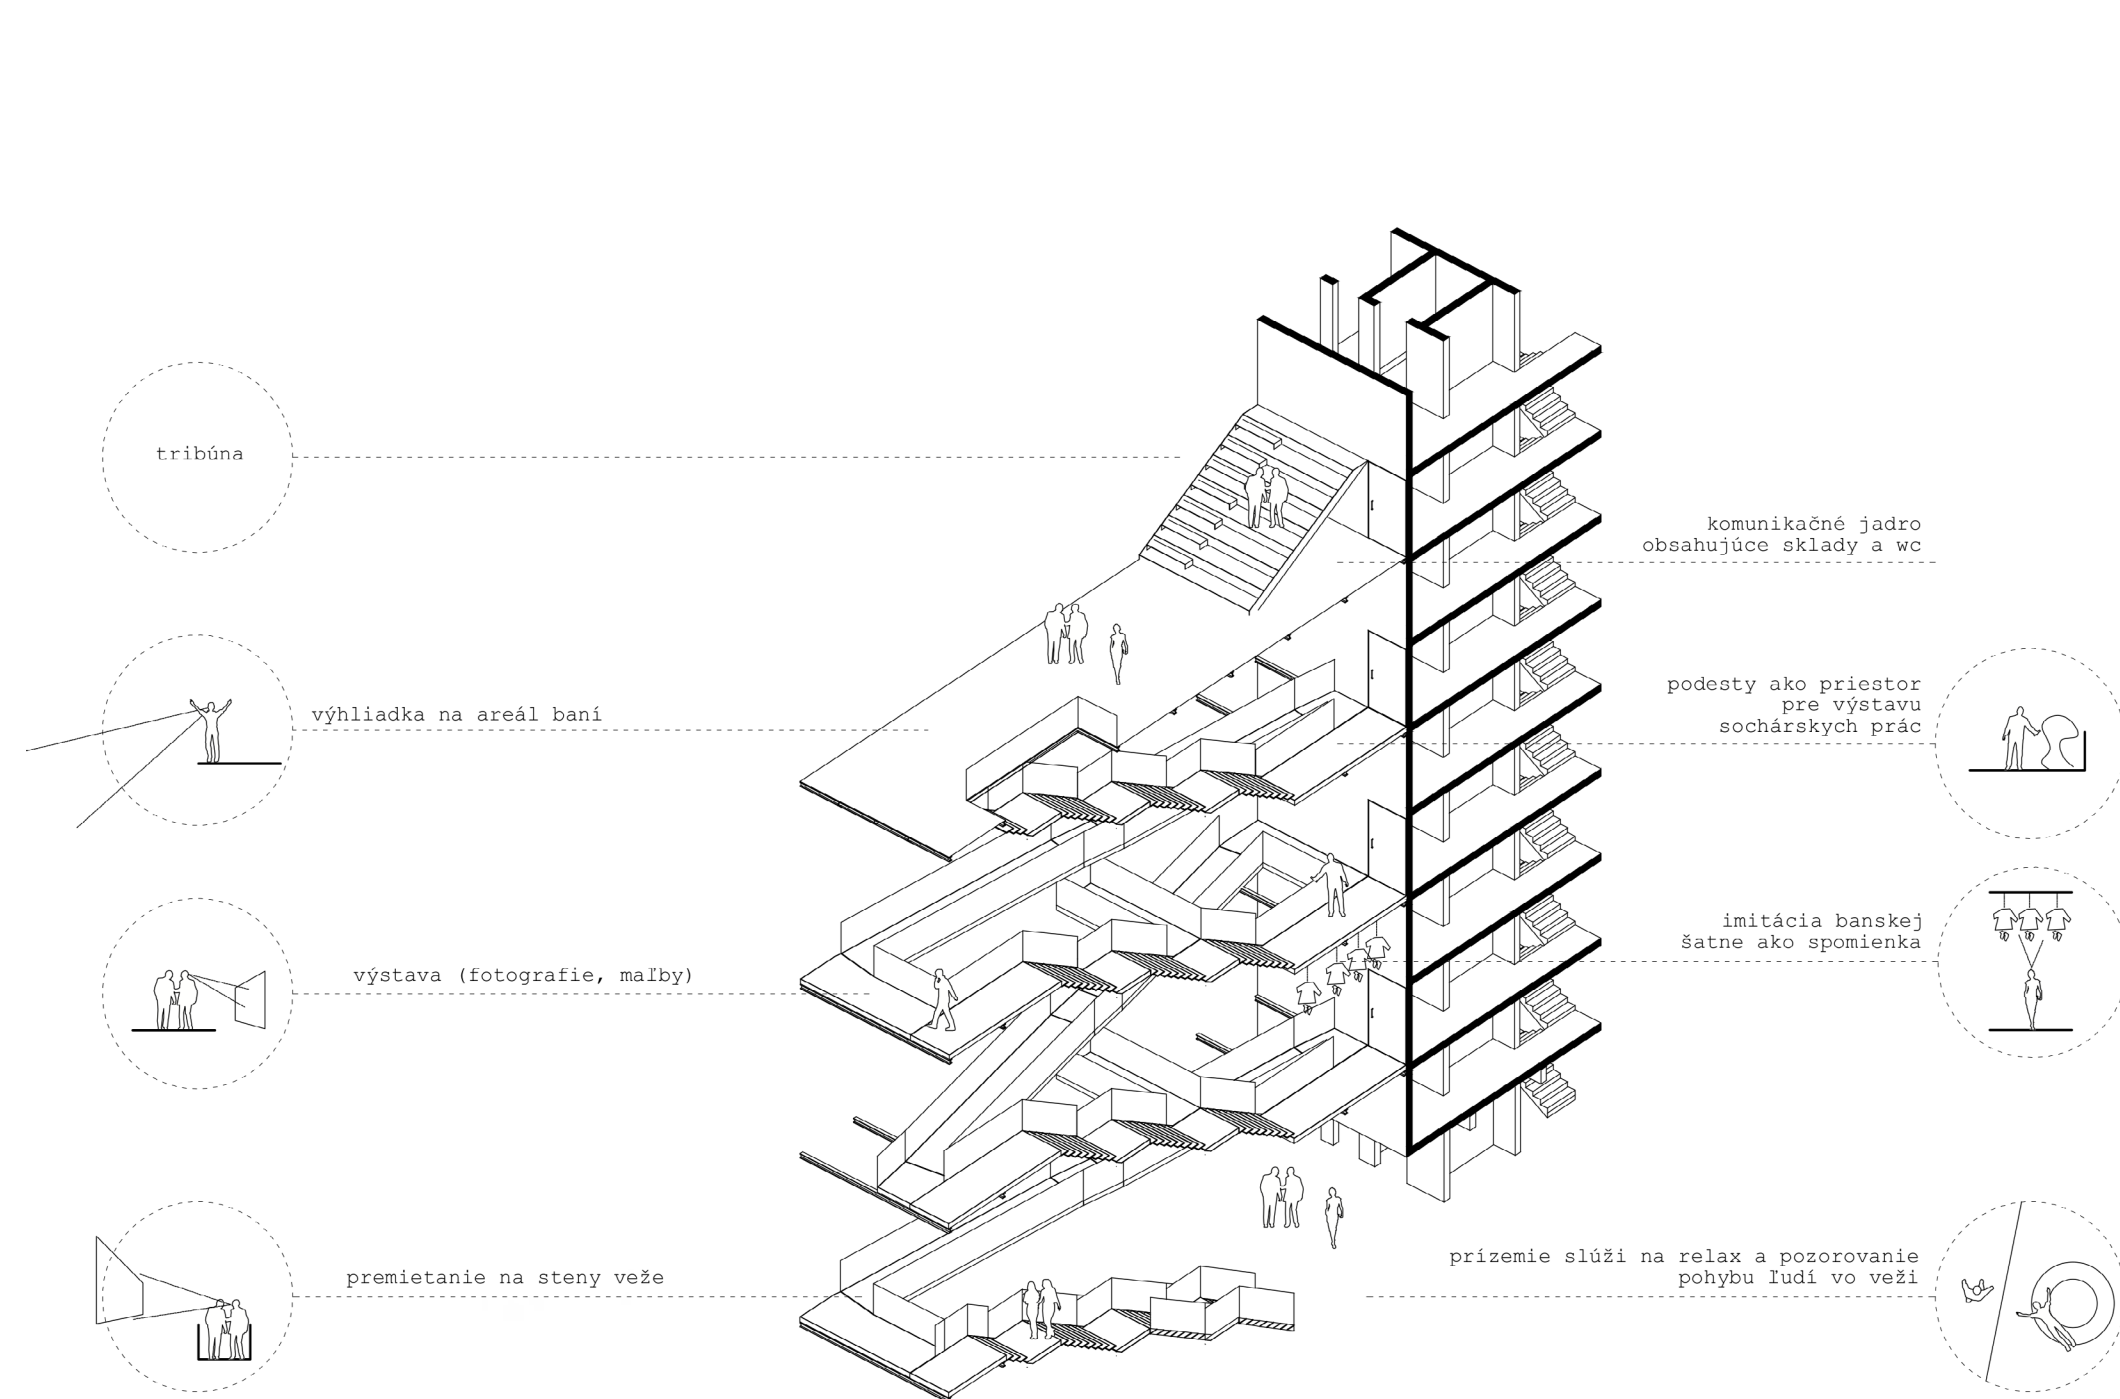 tribúna
výhliadka na areál baní
výstava (fotografie, maľby)
premietanie na steny veže
komunikačné jadro
obsahujúce sklady a wc
podesty ako priestor
pre výstavu
sochárskych prác
imitácia banskej
šatne ako spomienka
prízemie slúži na relax a pozorovanie
pohybu ľudí vo veži